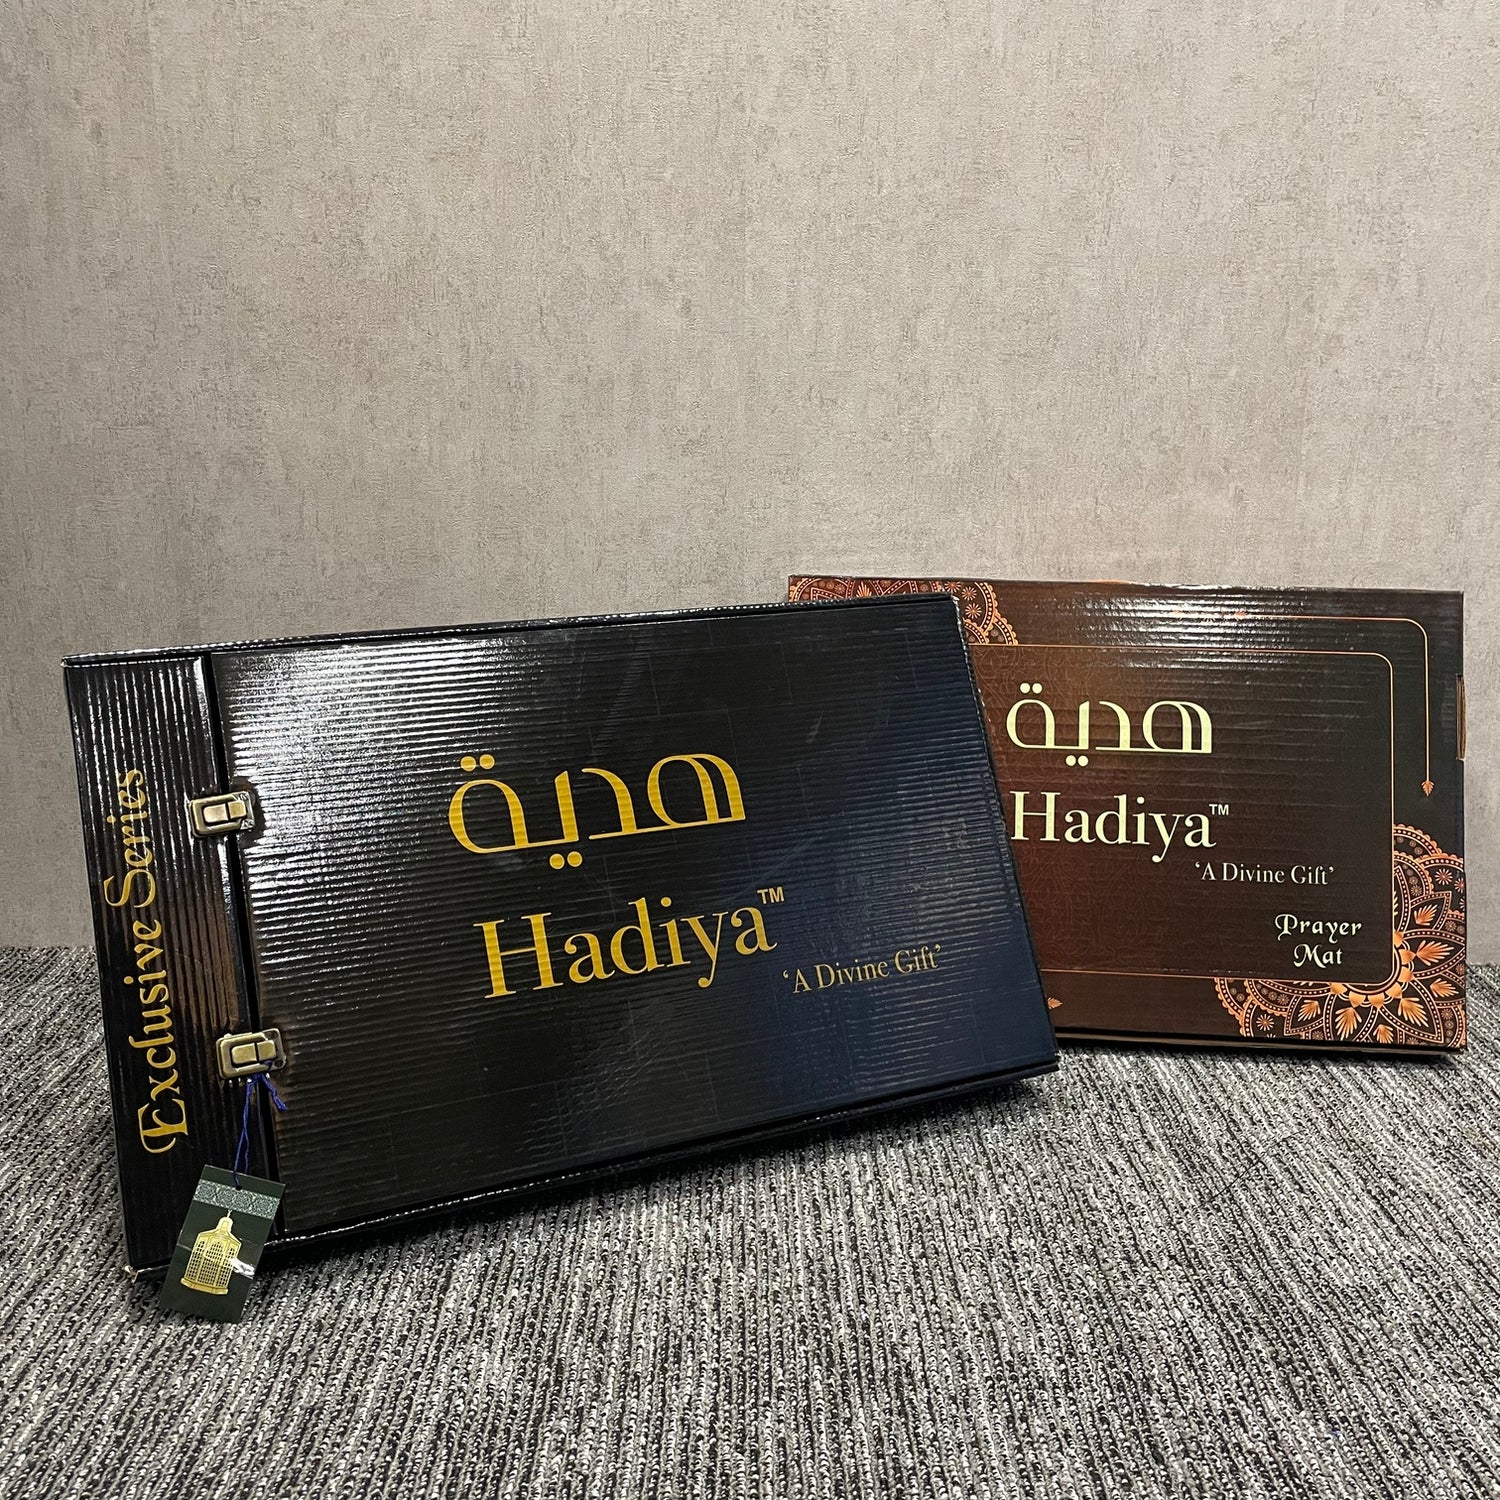 Exclusive Series
هدية
Hadiya™
'A Divine Gift'
هدية
Hadiya™
'A Divine Gift'
Prayer
Mat